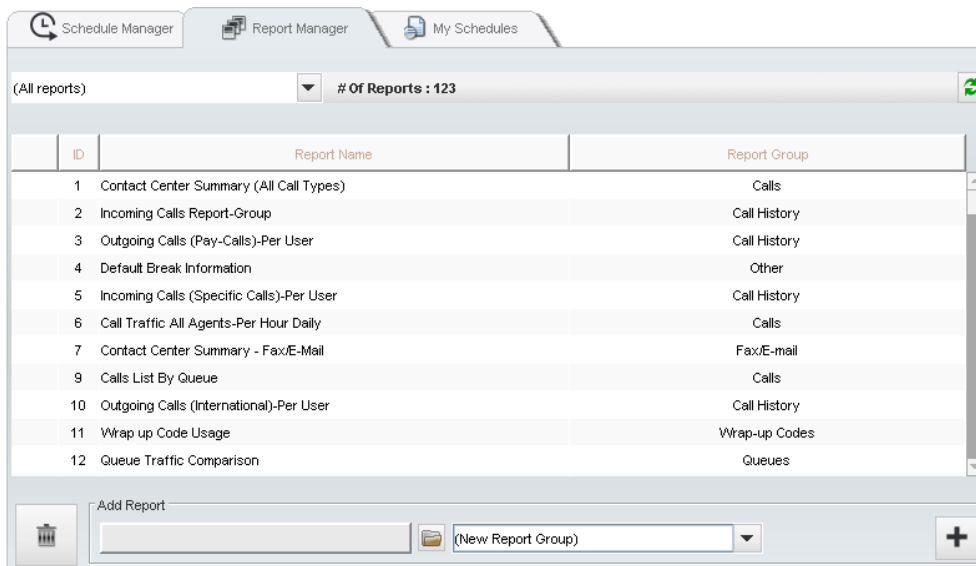 Schedule Manager Report Manager My Schedules
(All reports) # Of Reports : 123
ID Report Name Report Group
1 Contact Center Summary (All Call Types) Calls
2 Incoming Calls Report-Group Call History
3 Outgoing Calls (Pay-Calls)-Per User Call History
4 Default Break Information Other
5 Incoming Calls (Specific Calls)-Per User Call History
6 Call Traffic All Agents-Per Hour Daily Calls
7 Contact Center Summary - Fax/E-Mail Fax/E-mail
9 Calls List By Queue Calls
10 Outgoing Calls (International)-Per User Call History
11 Wrap up Code Usage Wrap-up Codes
12 Queue Traffic Comparison Queues
Add Report
(New Report Group)